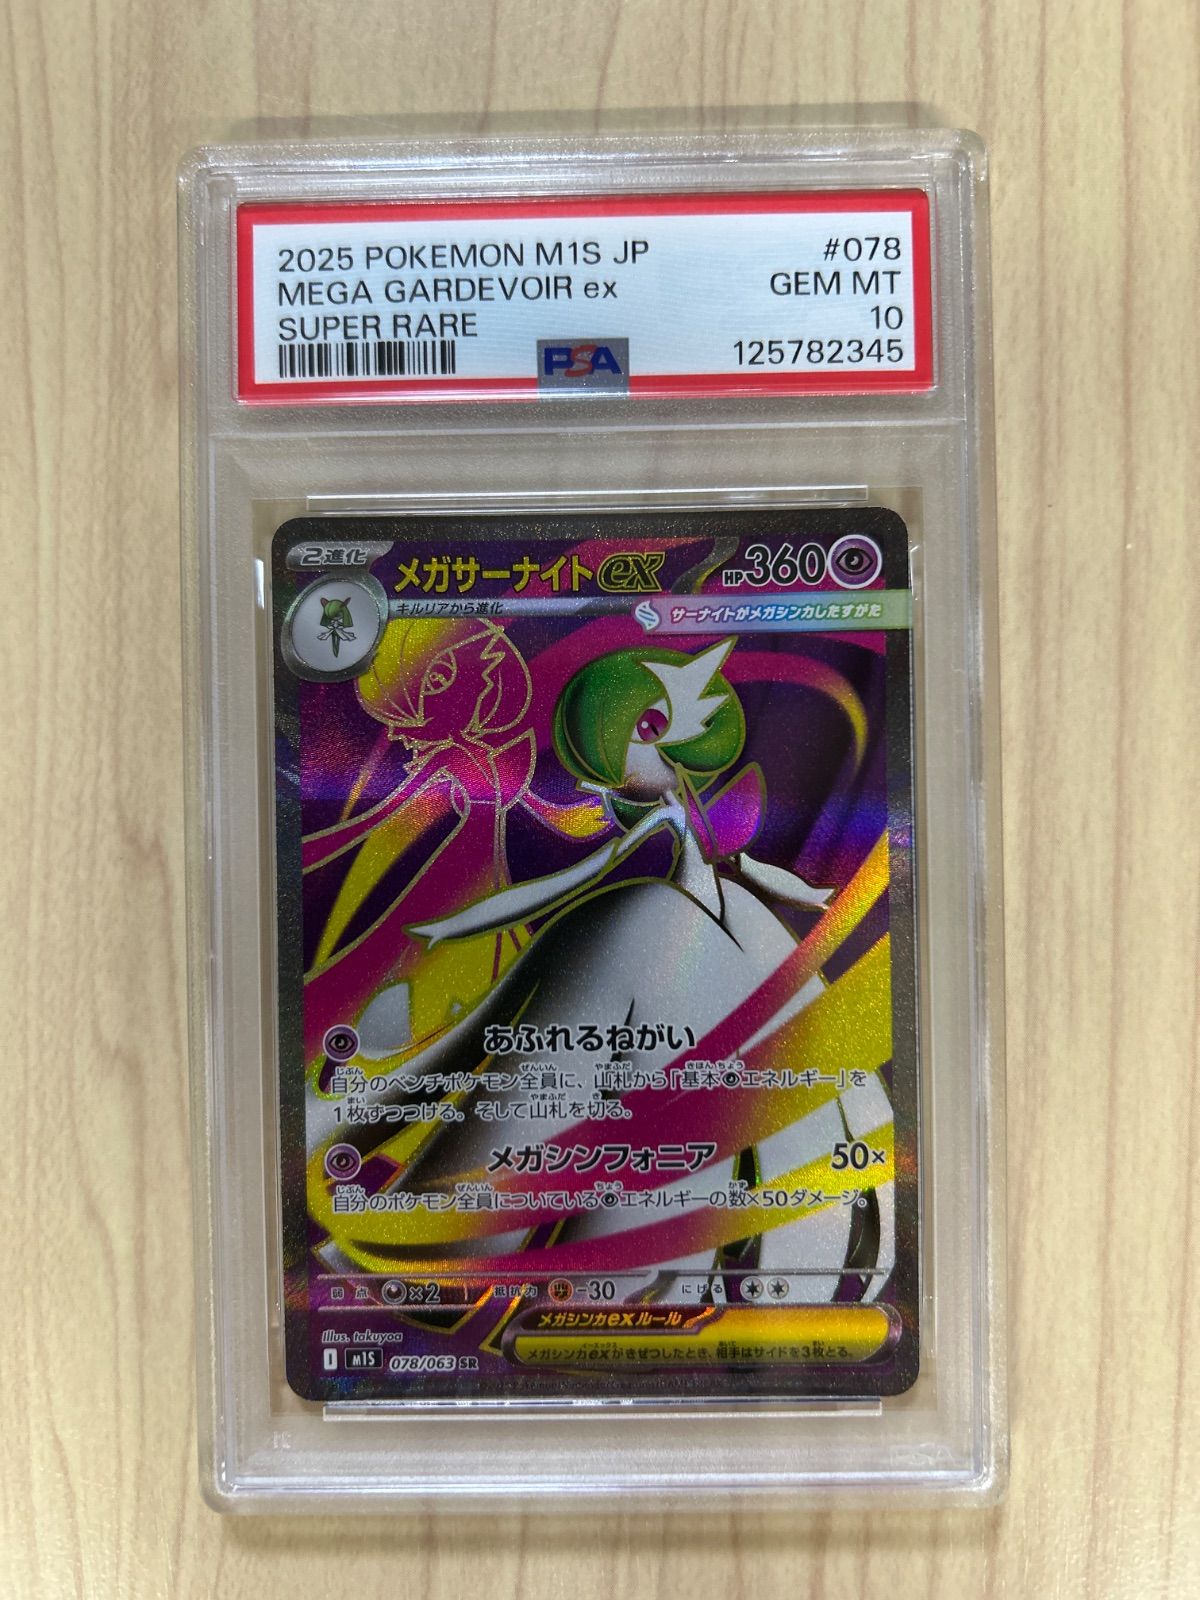 2025 POKEMON M1S JP #078
MEGA GARDEVOIR ex GEM MT
SUPER RARE 10
PSA 125782345
2進化 メガサーナイトex HP360
キルリアから進化
サーナイトがメガシンカしたすがた
あふれるねがい
自分のベンチポケモン全員に、山札から「基本エネルギー」を
1枚ずつつける。そして山札を切る。
メガシンフォニア 50×
自分のポケモン全員についているエネルギーの数×50ダメージ。
弱点 ×2 抵抗力 -30 にげる
メガシンカexルール
メガシンカexがきぜつしたとき、相手はサイドを3枚とる。
Illus. takuyoa
I M1S 078/063 SR